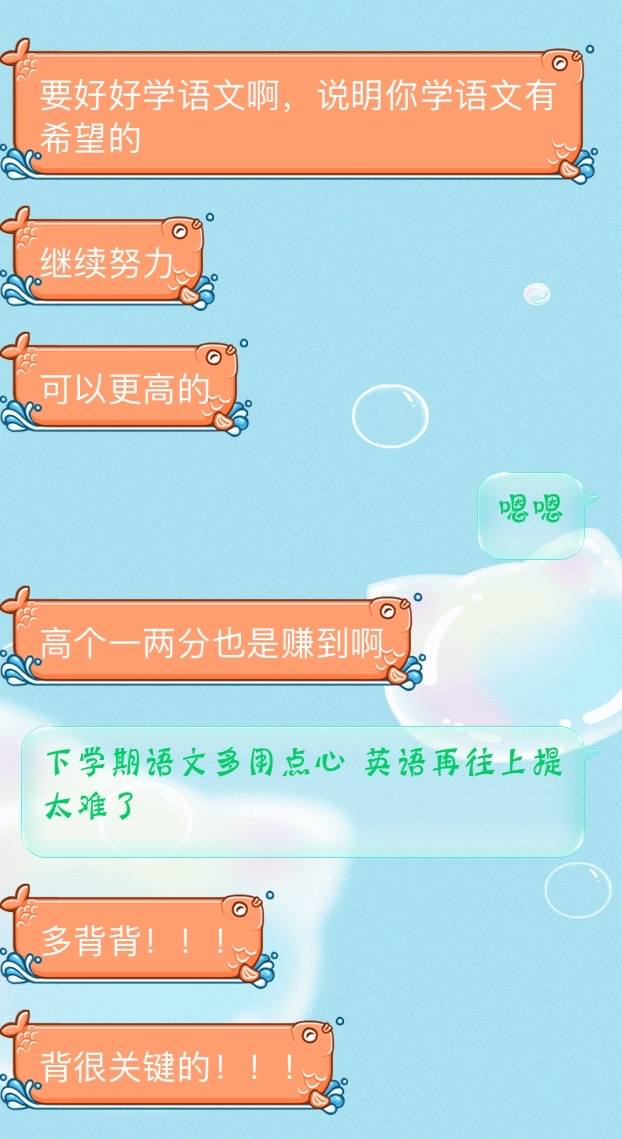 要好好学语文啊，说明你学语文有
希望的
继续努力
可以更高的
嗯嗯
高个一两分也是赚到啊
下学期语文多用点心 英语再往上提
太难了
多背背！！！
背很关键的！！！